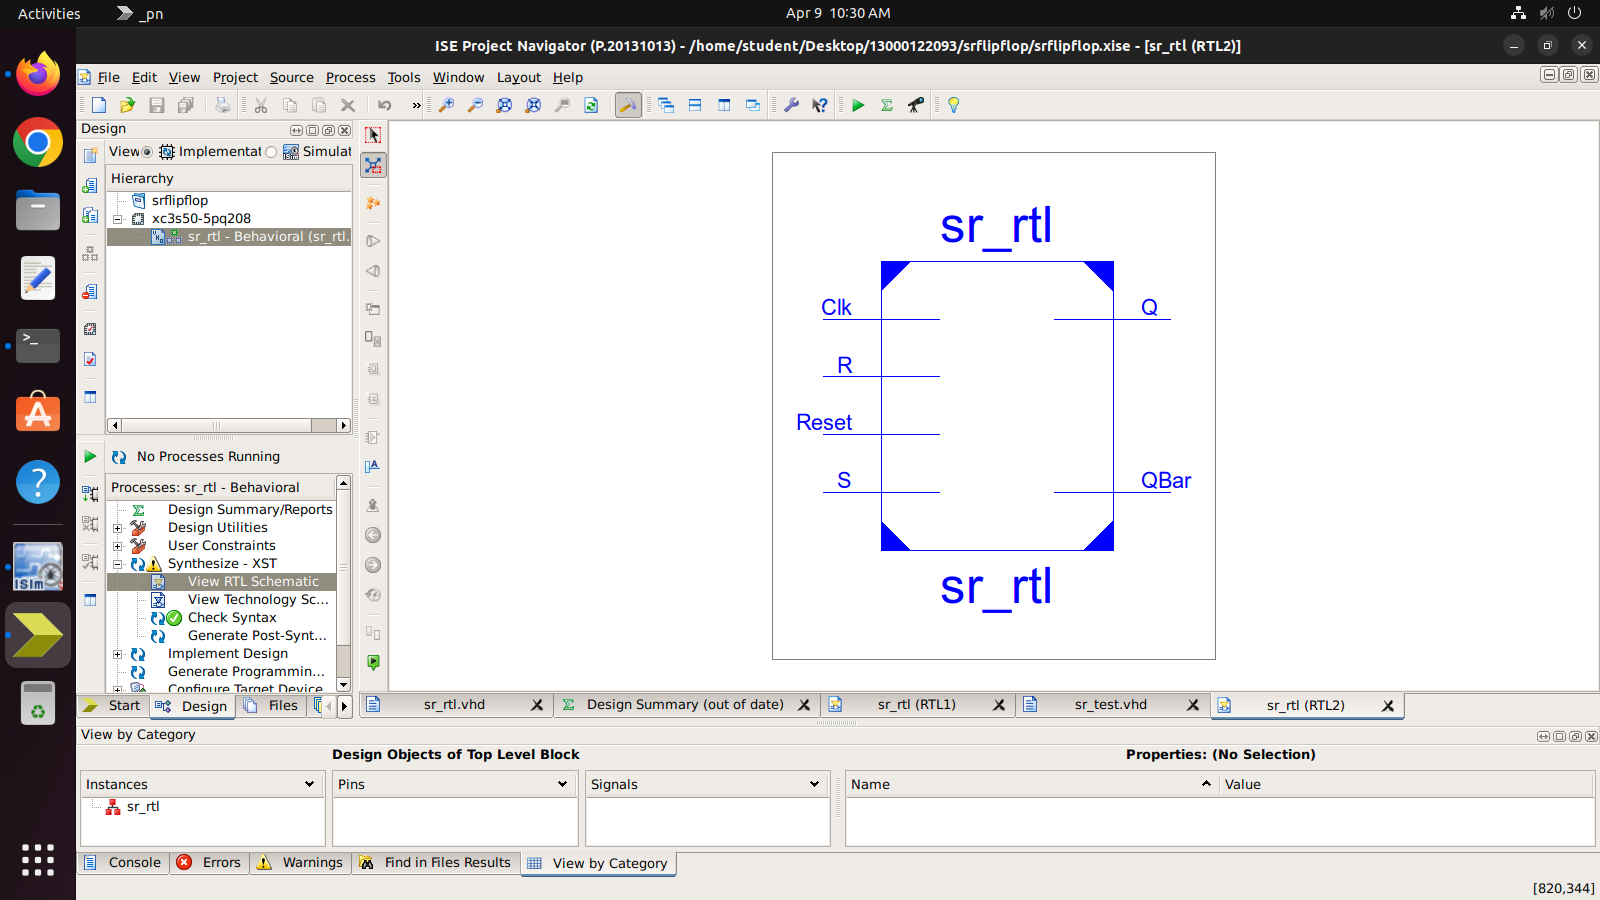 Activities
_pn
Apr 9 10:30 AM
ISE Project Navigator (P.20131013) - /home/student/Desktop/13000122093/srflipflop/srflipflop.xise - [sr_rtl (RTL2)]
File Edit View Project Source Process Tools Window Layout Help
»
Design
View Implementat Simulat
Hierarchy
srflipflop
xc3s50-5pq208
sr_rtl - Behavioral (sr_rtl.
No Processes Running
Processes: sr_rtl - Behavioral
Design Summary/Reports
Design Utilities
User Constraints
Synthesize - XST
View RTL Schematic
View Technology Sc...
Check Syntax
Generate Post-Synt...
Implement Design
Generate Programmin...
Configure Target Device
Start Design Files
sr_rtl
Clk Q
R
Reset
S QBar
sr_rtl
sr_rtl.vhd
Design Summary (out of date)
sr_rtl (RTL1)
sr_test.vhd
sr_rtl (RTL2)
View by Category
Design Objects of Top Level Block
Properties: (No Selection)
Instances Pins Signals Name Value
sr_rtl
Console Errors Warnings Find in Files Results View by Category
[820,344]
ISim